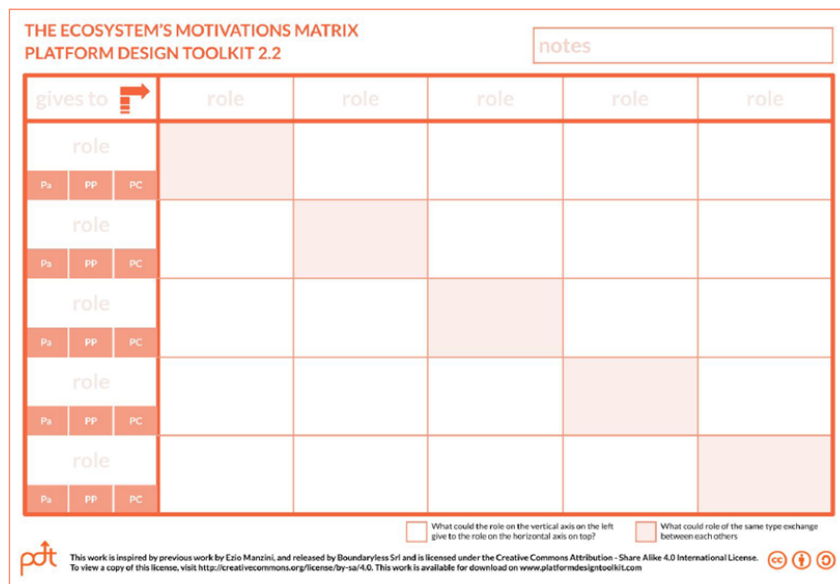 THE ECOSYSTEM'S MOTIVATIONS MATRIX
PLATFORM DESIGN TOOLKIT 2.2
notes
gives to
role role role role role
role
Pa PP PC
role
Pa PP PC
role
Pa PP PC
role
Pa PP PC
role
Pa PP PC
What could the role on the vertical axis on the left
give to the role on the horizontal axis on top?
What could role of the same type exchange
between each others
pdt
This work is inspired by previous work by Ezio Manzini, and released by Boundaryless Srl and is licensed under the Creative Commons Attribution - Share Alike 4.0 International License.
To view a copy of this license, visit http://creativecommons.org/license/by-sa/4.0. This work is available for download on www.platformdesigntoolkit.com
cc